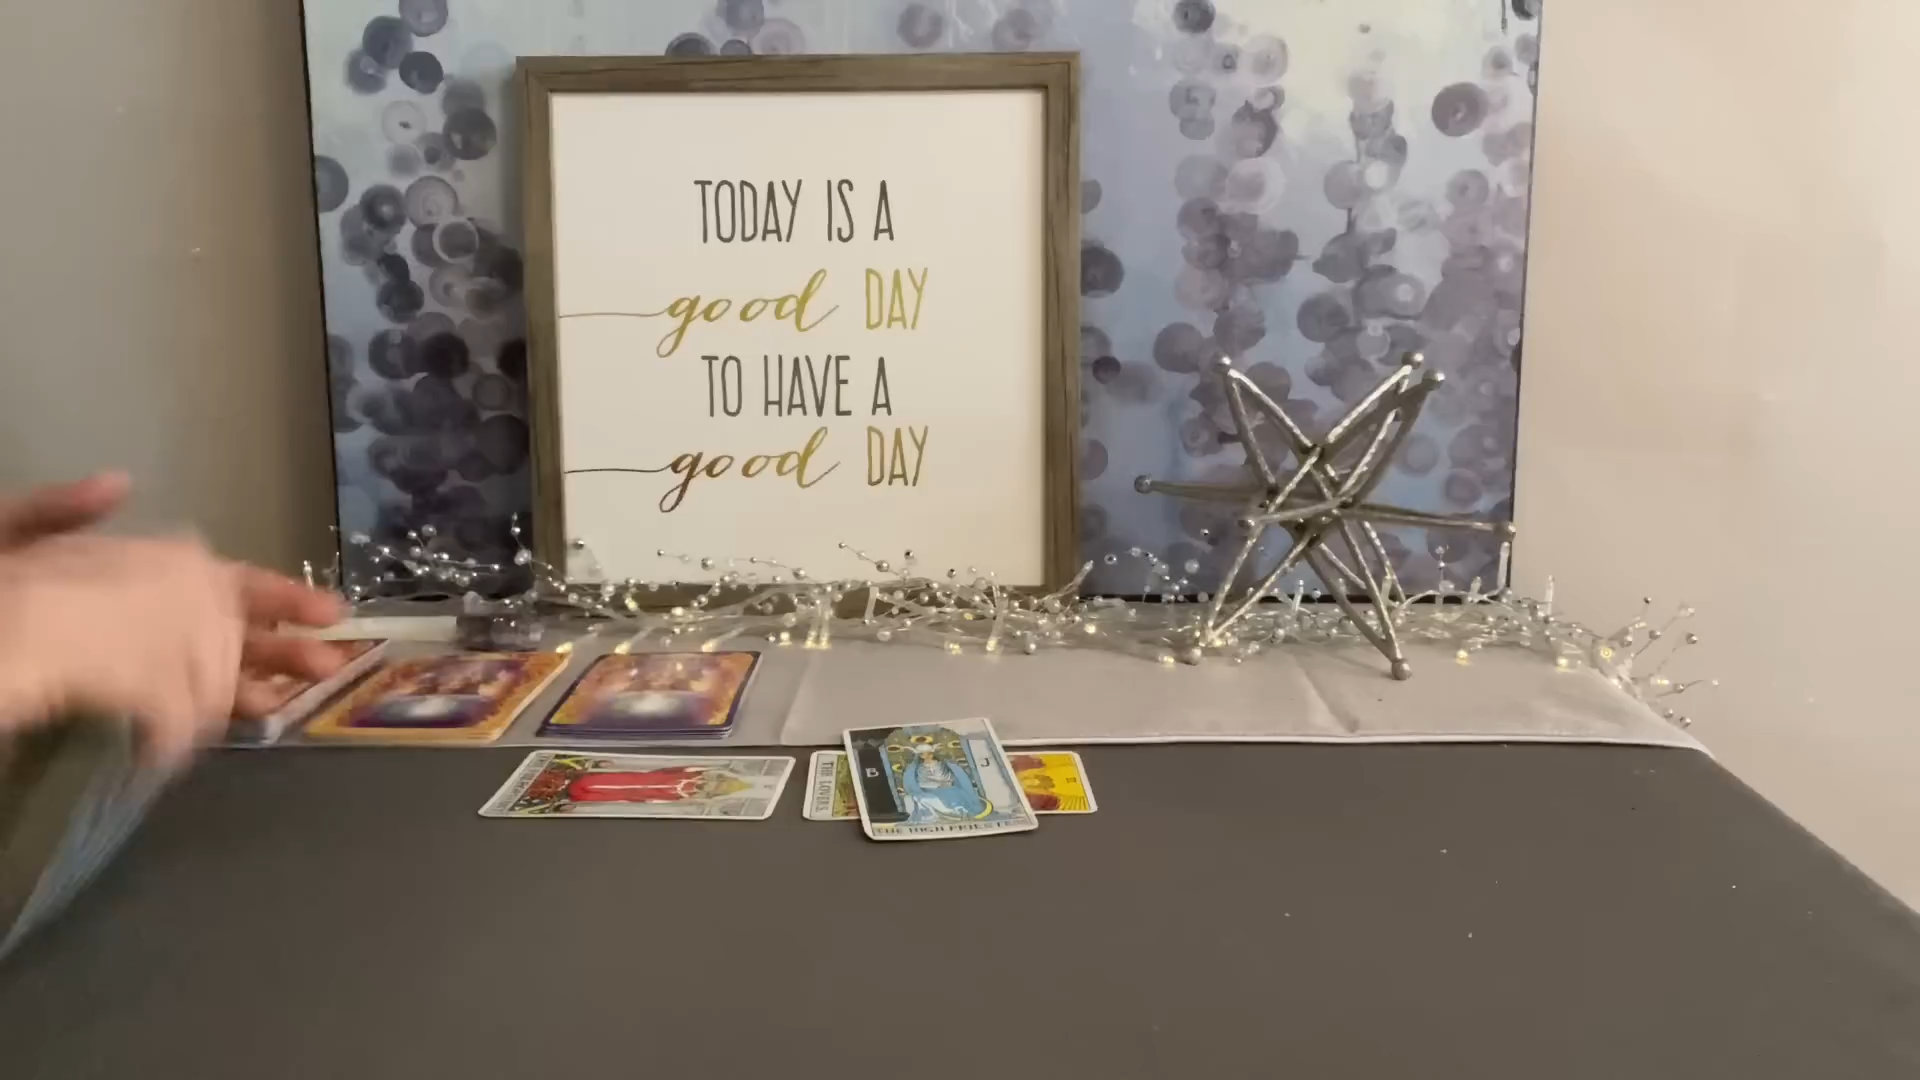 TODAY IS A
good DAY
TO HAVE A
good DAY
THE LOVERS
B J
THE HIGH PRIESTESS